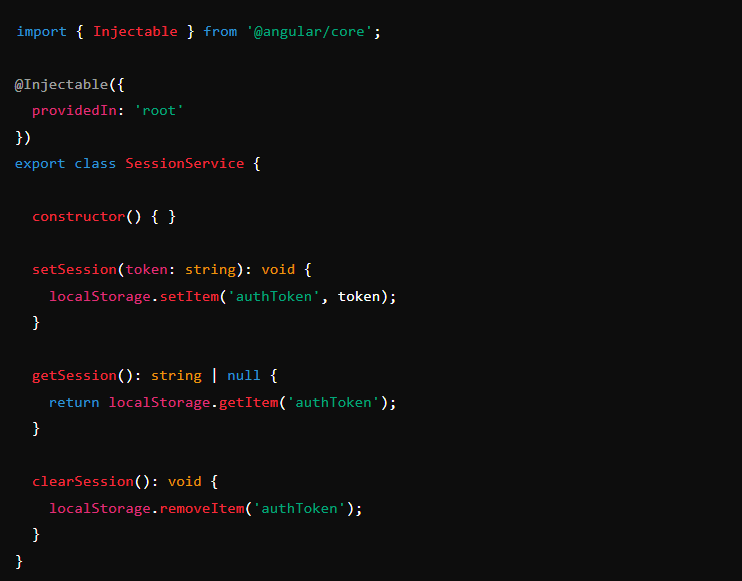 import { Injectable } from '@angular/core';
@Injectable({
  providedIn: 'root'
})
export class SessionService {
  constructor() { }
  setSession(token: string): void {
    localStorage.setItem('authToken', token);
  }
  getSession(): string | null {
    return localStorage.getItem('authToken');
  }
  clearSession(): void {
    localStorage.removeItem('authToken');
  }
}